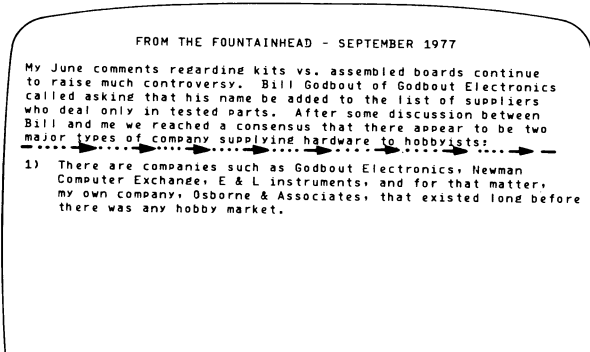 FROM THE FOUNTAINHEAD - SEPTEMBER 1977
My June comments regarding kits vs. assembled boards continue
to raise much controversy. Bill Godbout of Godbout Electronics
called asking that his name be added to the list of suppliers
who deal only in tested parts. After some discussion between
Bill and me we reached a consensus that there appear to be two
major types of company supplying hardware to hobbyists:
1) There are companies such as Godbout Electronics, Newman
Computer Exchange, E & L instruments, and for that matter,
my own company, Osborne & Associates, that existed long before
there was any hobby market.